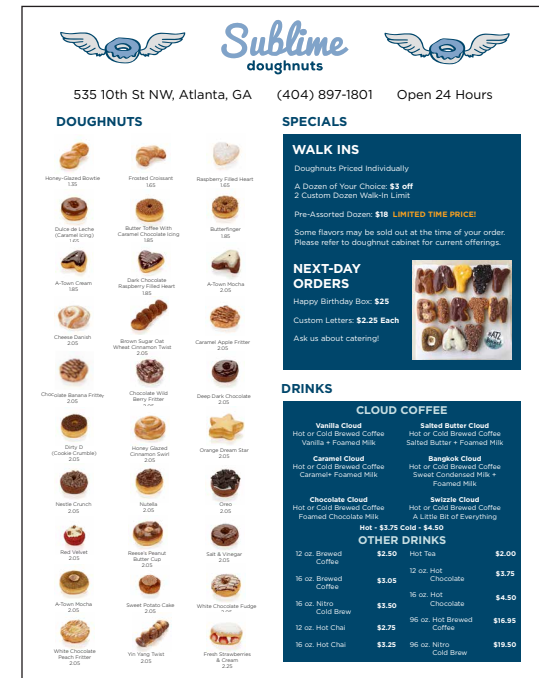 Sublime
doughnuts
535 10th St NW, Atlanta, GA (404) 897-1801 Open 24 Hours
DOUGHNUTS
Honey-Glazed Bowtie
1.35
Frosted Croissant
1.65
Raspberry Filled Heart
1.65
Dulce de Leche
(Caramel Icing)
1.65
Butter Toffee With
Caramel Chocolate Icing
1.85
Butterfinger
1.85
A-Town Cream
1.85
Dark Chocolate
Raspberry Filled Heart
1.85
A-Town Mocha
2.05
Cheese Danish
2.05
Brown Sugar Oat
Wheat Cinnamon Twist
2.05
Caramel Apple Fritter
2.05
Chocolate Banana Fritter
2.05
Chocolate Wild
Berry Fritter
2.05
Deep Dark Chocolate
2.05
Dirty D
(Cookie Crumble)
2.05
Honey Glazed
Cinnamon Swirl
2.05
Orange Dream Star
2.05
Nestle Crunch
2.05
Nutella
2.05
Oreo
2.05
Red Velvet
2.05
Reese's Peanut
Butter Cup
2.05
Salt & Vinegar
2.05
A-Town Mocha
2.05
Sweet Potato Cake
2.05
White Chocolate Fudge
2.05
White Chocolate
Peach Fritter
2.05
Yin Yang Twist
2.05
Fresh Strawberries
& Cream
2.25
SPECIALS
WALK INS
Doughnuts Priced Individually
A Dozen of Your Choice: $3 off
2 Custom Dozen Walk-In Limit
Pre-Assorted Dozen: $18 LIMITED TIME PRICE!
Some flavors may be sold out at the time of your order.
Please refer to doughnut cabinet for current offerings.
NEXT-DAY
ORDERS
Happy Birthday Box: $25
Custom Letters: $2.25 Each
Ask us about catering!
DRINKS
CLOUD COFFEE
Vanilla Cloud
Hot or Cold Brewed Coffee
Vanilla + Foamed Milk
Salted Butter Cloud
Hot or Cold Brewed Coffee
Salted Butter + Foamed Milk
Caramel Cloud
Hot or Cold Brewed Coffee
Caramel+ Foamed Milk
Bangkok Cloud
Hot or Cold Brewed Coffee
Sweet Condensed Milk +
Foamed Milk
Chocolate Cloud
Hot or Cold Brewed Coffee
Foamed Chocolate Milk
Swizzle Cloud
Hot or Cold Brewed Coffee
A Little Bit of Everything
Hot - $3.75 Cold - $4.50
OTHER DRINKS
12 oz. Brewed
Coffee $2.50
16 oz. Brewed
Coffee $3.05
16 oz. Nitro
Cold Brew $3.50
12 oz. Hot Chai $2.75
16 oz. Hot Chai $3.25
Hot Tea $2.00
12 oz. Hot
Chocolate $3.75
16 oz. Hot
Chocolate $4.50
96 oz. Hot Brewed
Coffee $16.95
96 oz. Nitro
Cold Brew $19.50